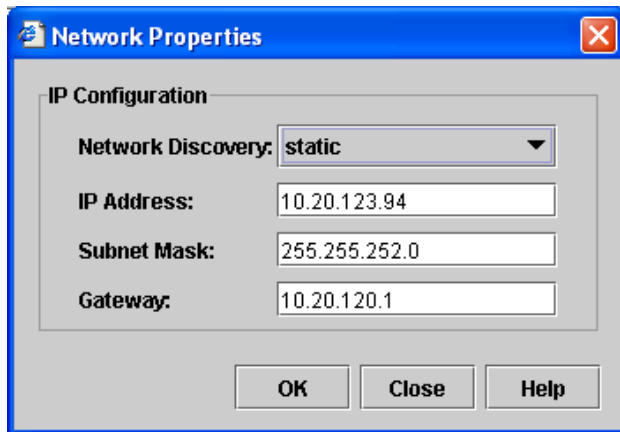 Network Properties
IP Configuration
Network Discovery: static
IP Address: 10.20.123.94
Subnet Mask: 255.255.252.0
Gateway: 10.20.120.1
OK Close Help